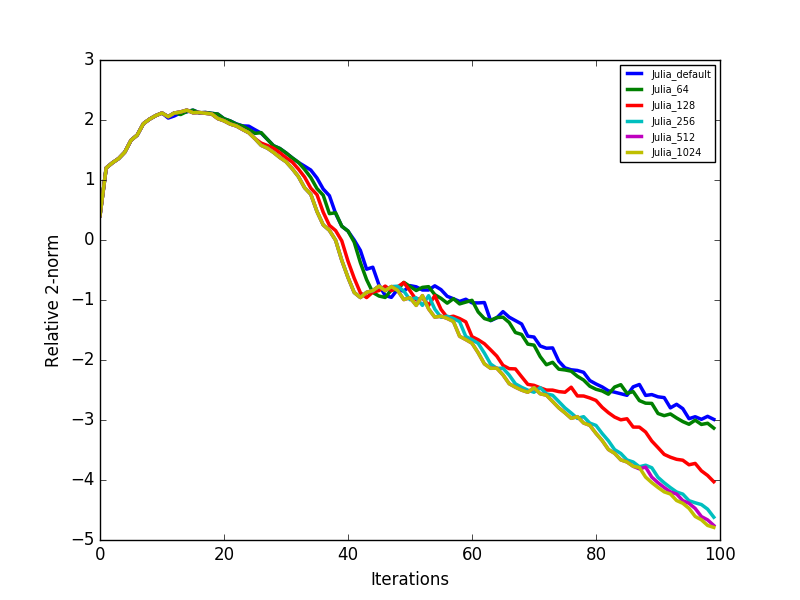 3
2
1
0
−1
−2
−3
−4
−5
Relative 2-norm
Julia_default
Julia_64
Julia_128
Julia_256
Julia_512
Julia_1024
0 20 40 60 80 100
Iterations